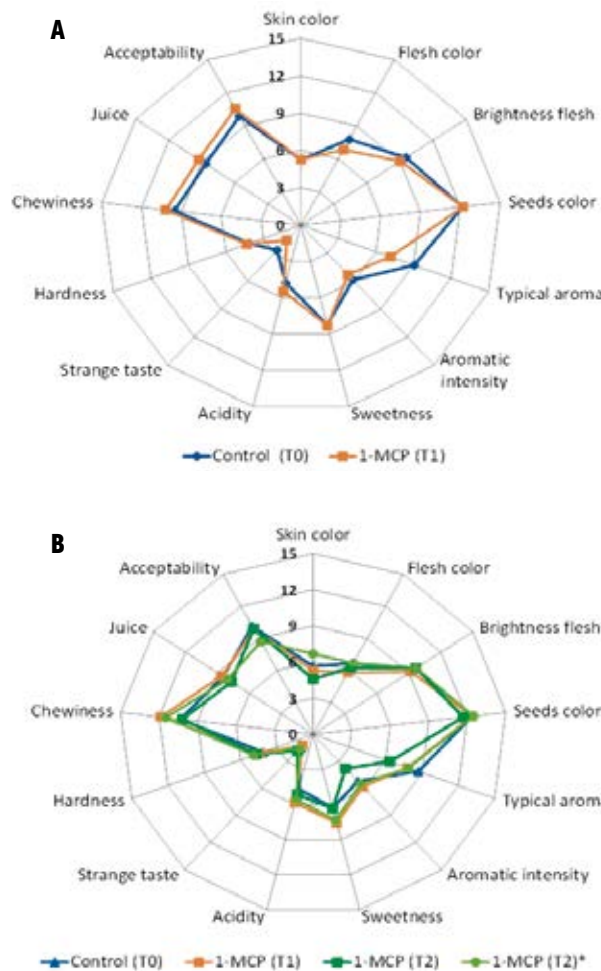 A
Skin color
15
Acceptability
Flesh color
12
Juice
9
Brightness flesh
6
Chewiness
3
Seeds color
0
Hardness
Typical aroma
Strange taste
Aromatic
intensity
Acidity
Sweetness
Control (T0)
1-MCP (T1)
B
Skin color
15
Acceptability
Flesh color
12
Juice
9
Brightness flesh
6
Chewiness
3
Seeds color
0
Hardness
Typical aroma
Strange taste
Aromatic intensity
Acidity
Sweetness
Control (T0)
1-MCP (T1)
1-MCP (T2)
1-MCP (T2)*